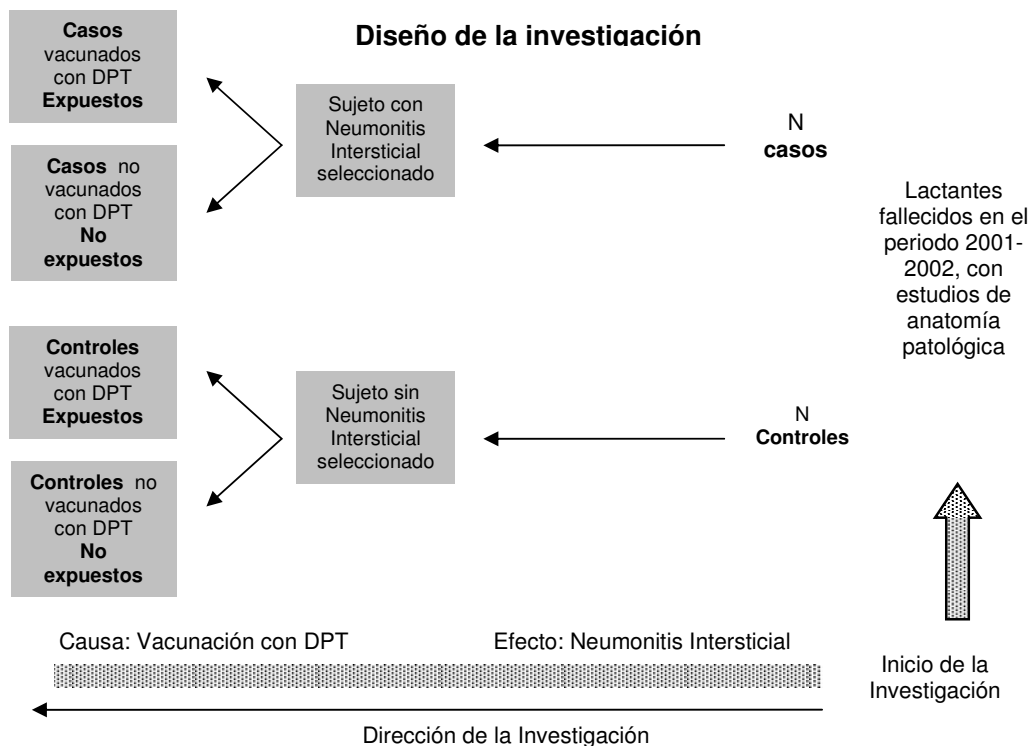 Diseño de la investigación
Casos
vacunados
con DPT
Expuestos
Casos no
vacunados
con DPT
No
expuestos
Sujeto con
Neumonitis
Intersticial
seleccionado
N
casos
Lactantes
fallecidos en el
periodo 2001-
2002, con
estudios de
anatomía
patológica
Controles
vacunados
con DPT
Expuestos
Controles no
vacunados
con DPT
No
expuestos
Sujeto sin
Neumonitis
Intersticial
seleccionado
N
Controles
Causa: Vacunación con DPT
Efecto: Neumonitis Intersticial
Inicio de la
Investigación
Dirección de la Investigación